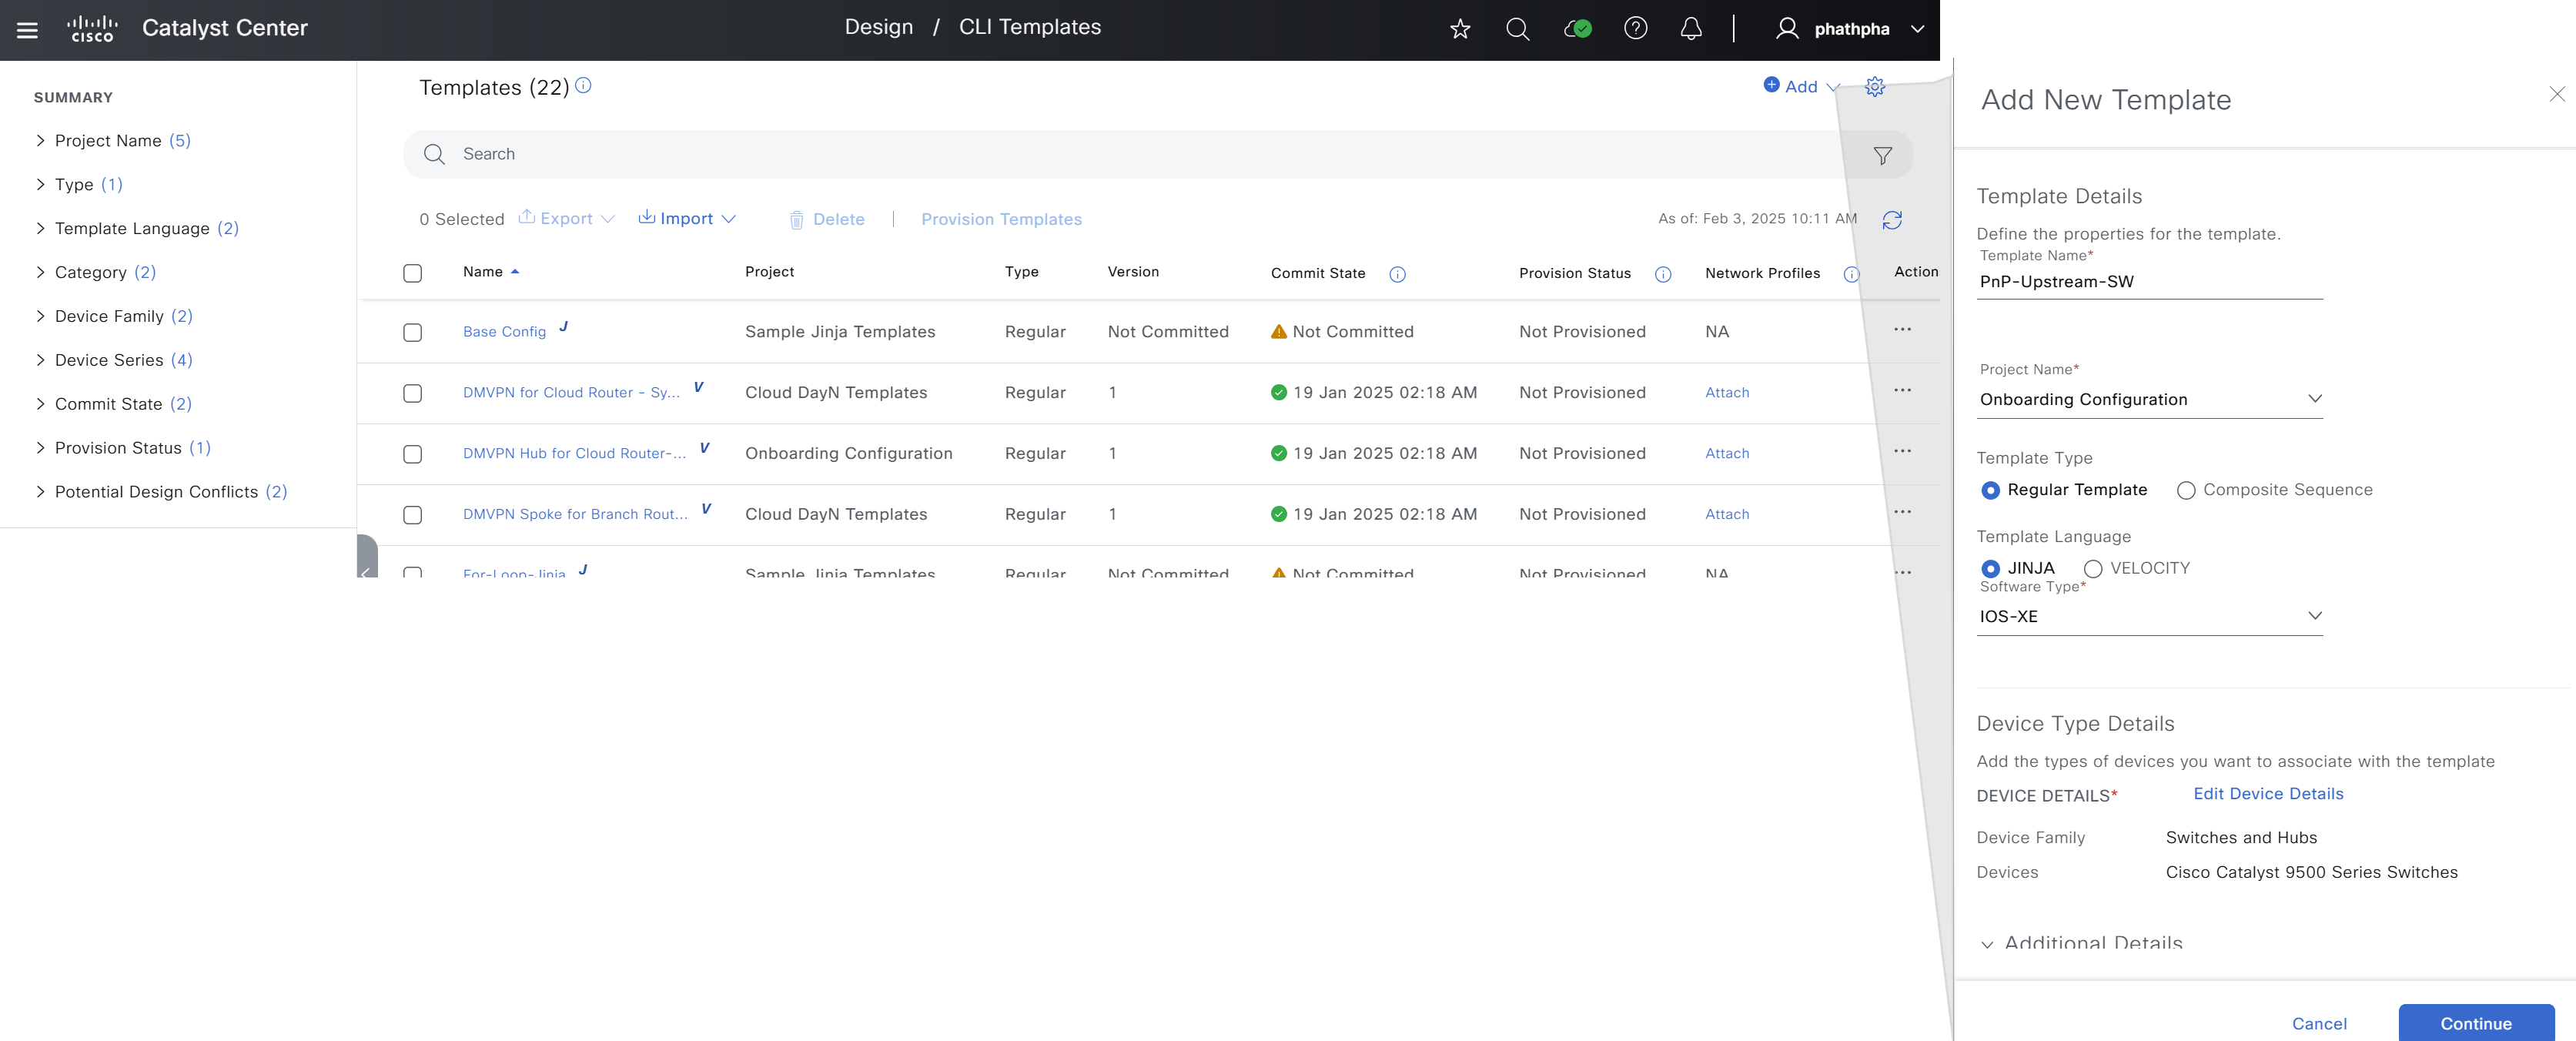 cisco Catalyst Center
Design / CLI Templates
phathpha
SUMMARY
Project Name (5)
Type (1)
Template Language (2)
Category (2)
Device Family (2)
Device Series (4)
Commit State (2)
Provision Status (1)
Potential Design Conflicts (2)
Templates (22)
Add
Search
0 Selected Export Import Delete | Provision Templates As of: Feb 3, 2025 10:11 AM
Name Project Type Version Commit State Provision Status Network Profiles Action
Base Config J Sample Jinja Templates Regular Not Committed Not Committed Not Provisioned NA ...
DMVPN for Cloud Router - Sy... V Cloud DayN Templates Regular 1 19 Jan 2025 02:18 AM Not Provisioned Attach ...
DMVPN Hub for Cloud Router-... V Onboarding Configuration Regular 1 19 Jan 2025 02:18 AM Not Provisioned Attach ...
DMVPN Spoke for Branch Rout... V Cloud DayN Templates Regular 1 19 Jan 2025 02:18 AM Not Provisioned Attach ...
For-Loop-Jinja J Sample Jinja Templates Regular Not Committed Not Committed Not Provisioned NA ...
Add New Template
Template Details
Define the properties for the template.
Template Name*
PnP-Upstream-SW
Project Name*
Onboarding Configuration
Template Type
Regular Template Composite Sequence
Template Language
JINJA VELOCITY
Software Type*
IOS-XE
Device Type Details
Add the types of devices you want to associate with the template
DEVICE DETAILS* Edit Device Details
Device Family Switches and Hubs
Devices Cisco Catalyst 9500 Series Switches
Additional Details
Cancel Continue